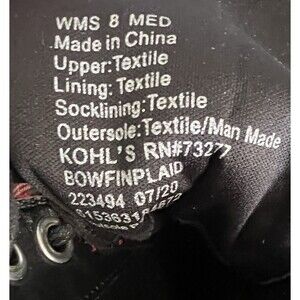 WMS 8 MED
Made in China
Upper:Textile
Lining: Textile
Socklining:Textile
Outersole:Textile/Man Made
KOHL'S RN#73277
BOWFINPLAID
223494 07/20